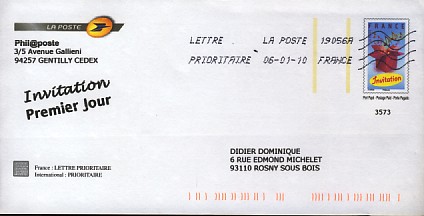 LA POSTE
Phil@poste
3/5 Avenue Gallieni
94257 GENTILLY CEDEX
LETTRE LA POSTE 19056A
PRIORITAIRE 06-01-10 FRANCE
FRANCE
Invitation
3573
Invitation
Premier Jour
France : LETTRE PRIORITAIRE
International : PRIORITAIRE
DIDIER DOMINIQUE
6 RUE EDMOND MICHELET
93110 ROSNY SOUS BOIS